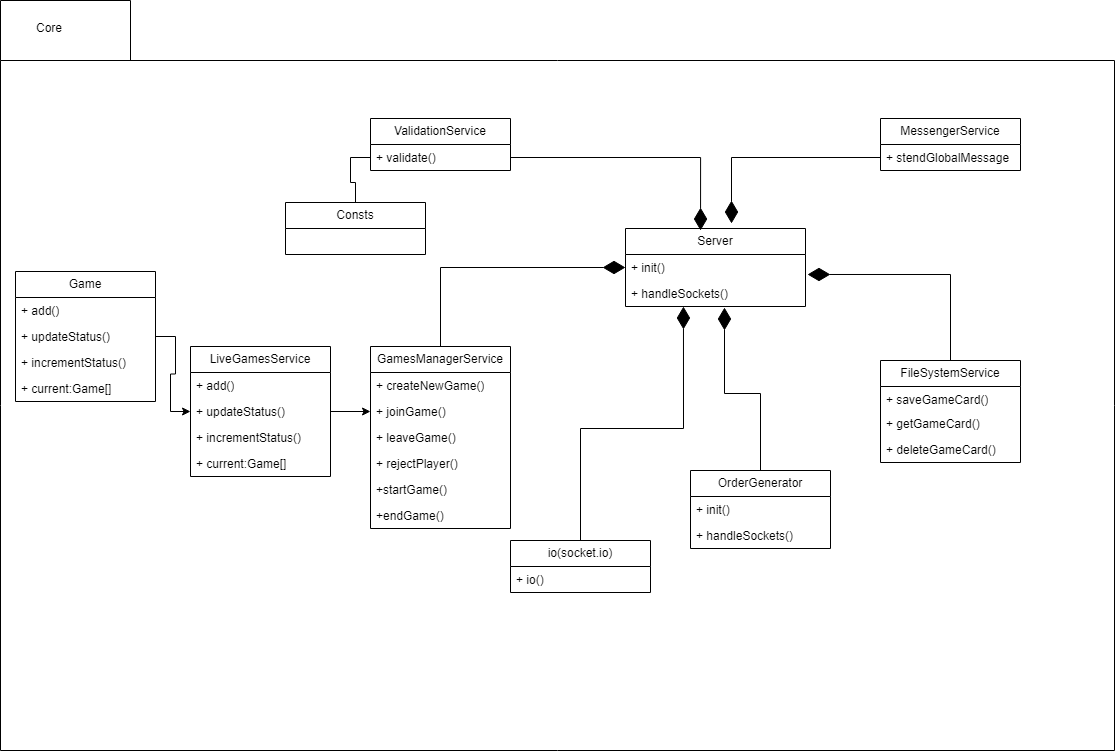 Core
ValidationService
+ validate()
MessengerService
+ stendGlobalMessage
Consts
Server
+ init()
+ handleSockets()
Game
+ add()
+ updateStatus()
+ incrementStatus()
+ current:Game[]
LiveGamesService
+ add()
+ updateStatus()
+ incrementStatus()
+ current:Game[]
GamesManagerService
+ createNewGame()
+ joinGame()
+ leaveGame()
+ rejectPlayer()
+startGame()
+endGame()
FileSystemService
+ saveGameCard()
+ getGameCard()
+ deleteGameCard()
OrderGenerator
+ init()
+ handleSockets()
io(socket.io)
+ io()